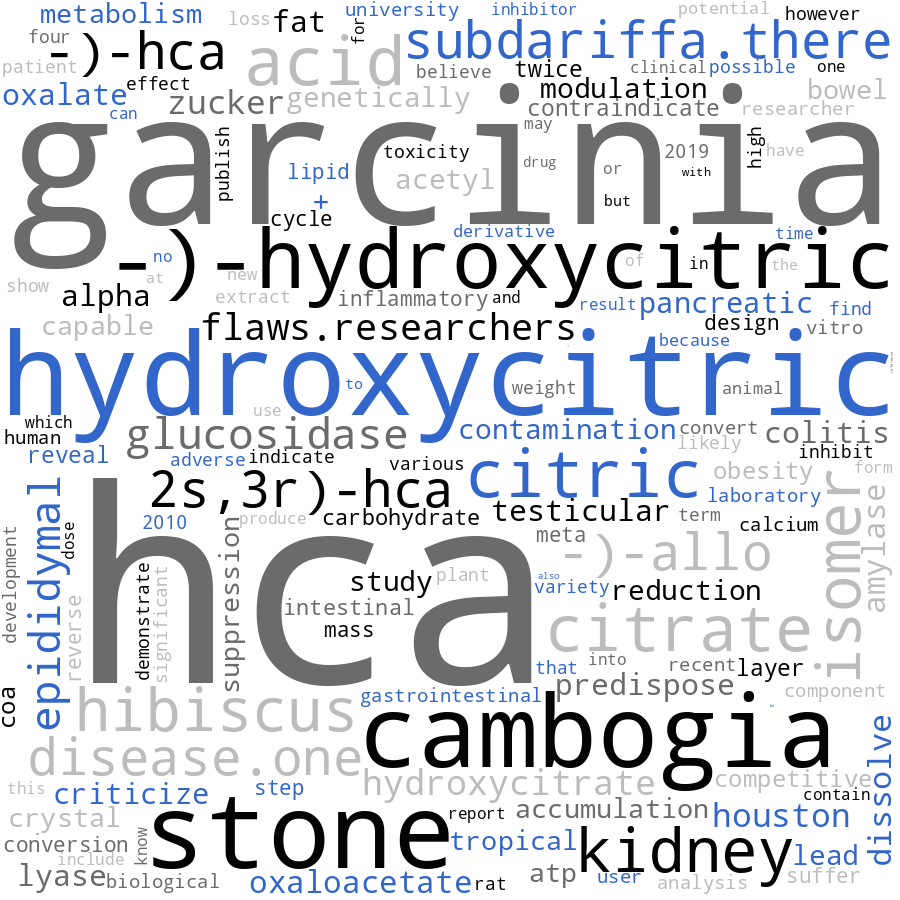 metabolism
loss
fat
for
university
inhibitor
potential
however
four
-)-hca
acid
subdariffa.there
patient
effect
believe
twice
clinical
possible
one
oxalate
can
zucker
genetically
modulation
contraindicate
bowel
researcher
garcinia
publish
toxicity
may
drug
2019
or
with
high
have
lipid
acetyl
but
+
cycle
-)-hydroxycitric
derivative
time
no
at
new
of
in
the
show
alpha
extract
inflammatory
and
result
pancreatic
find
capable
flaws.researchers
design
vitro
because
hydroxycitric
to
weight
animal
which
use
human
glucosidase
contamination
convert
likely
colitis
inhibit
reveal
adverse
indicate
various
citric
obesity
form
2s,3r)-hca
laboratory
isomer
amylase
epididymal
development
dose
2010
produce
carbohydrate
testicular
term
calcium
suppression
meta
-)-allo
hca
reverse
demonstrate
significant
study
plant
also
variety
reduction
intestinal
mass
citrate
that
into
recent
layer
coa
hibiscus
gastrointestinal
predispose
component
cambogia
disease.one
dissolve
hydroxycitrate
competitive
this
criticize
step
contain
crystal
stone
report
accumulation
houston
conversion
include
know
tropical
kidney
lead
lyase
biological
oxaloacetate
rat
atp
user
analysis
suffer